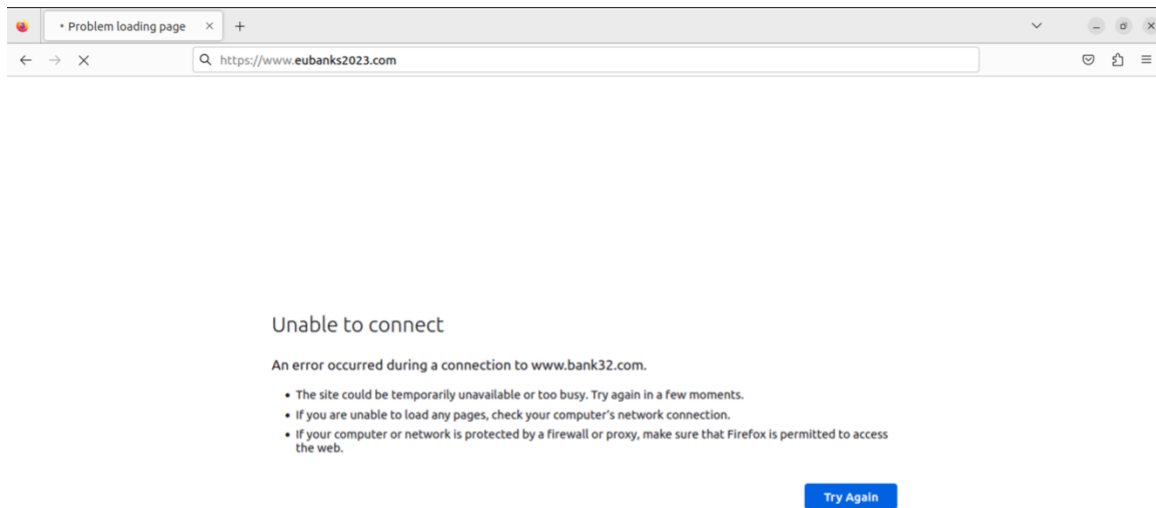 • Problem loading page
https://www.eubanks2023.com
Unable to connect
An error occurred during a connection to www.bank32.com.
• The site could be temporarily unavailable or too busy. Try again in a few moments.
• If you are unable to load any pages, check your computer's network connection.
• If your computer or network is protected by a firewall or proxy, make sure that Firefox is permitted to access
the web.
Try Again